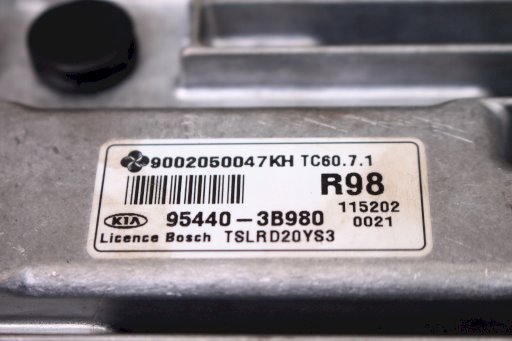 9002050047KH TC60.7.1
R98
115202
KIA 95440-3B980 0021
Licence Bosch TSLRD20YS3